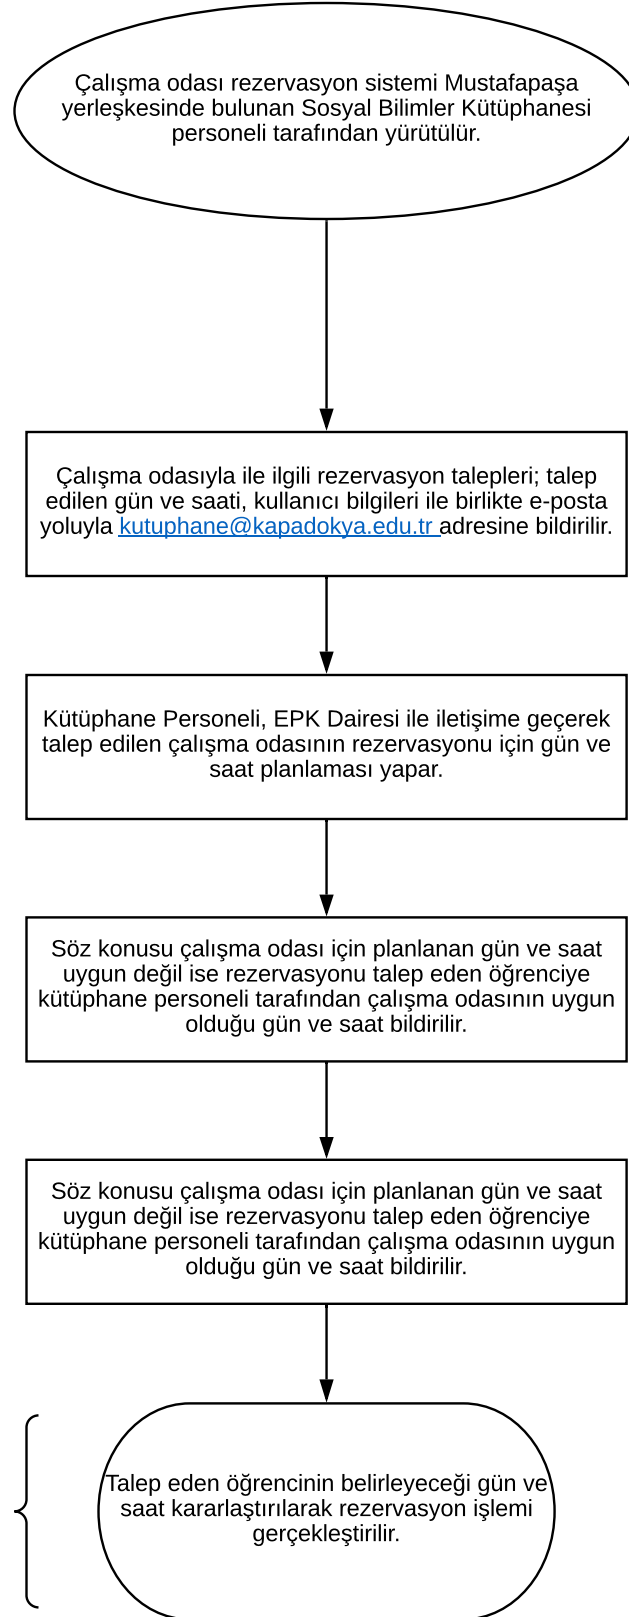 Çalışma odası rezervasyon sistemi Mustafapaşa
yerleşkesinde bulunan Sosyal Bilimler Kütüphanesi
personeli tarafından yürütülür.
Çalışma odasıyla ile ilgili rezervasyon talepleri; talep
edilen gün ve saati, kullanıcı bilgileri ile birlikte e-posta
yoluyla kutuphane@kapadokya.edu.tr adresine bildirilir.
Kütüphane Personeli, EPK Dairesi ile iletişime geçerek
talep edilen çalışma odasının rezervasyonu için gün ve
saat planlaması yapar.
Söz konusu çalışma odası için planlanan gün ve saat
uygun değil ise rezervasyonu talep eden öğrenciye
kütüphane personeli tarafından çalışma odasının uygun
olduğu gün ve saat bildirilir.
Söz konusu çalışma odası için planlanan gün ve saat
uygun değil ise rezervasyonu talep eden öğrenciye
kütüphane personeli tarafından çalışma odasının uygun
olduğu gün ve saat bildirilir.
Talep eden öğrencinin belirleyeceği gün ve
saat kararlaştırılarak rezervasyon işlemi
gerçekleştirilir.